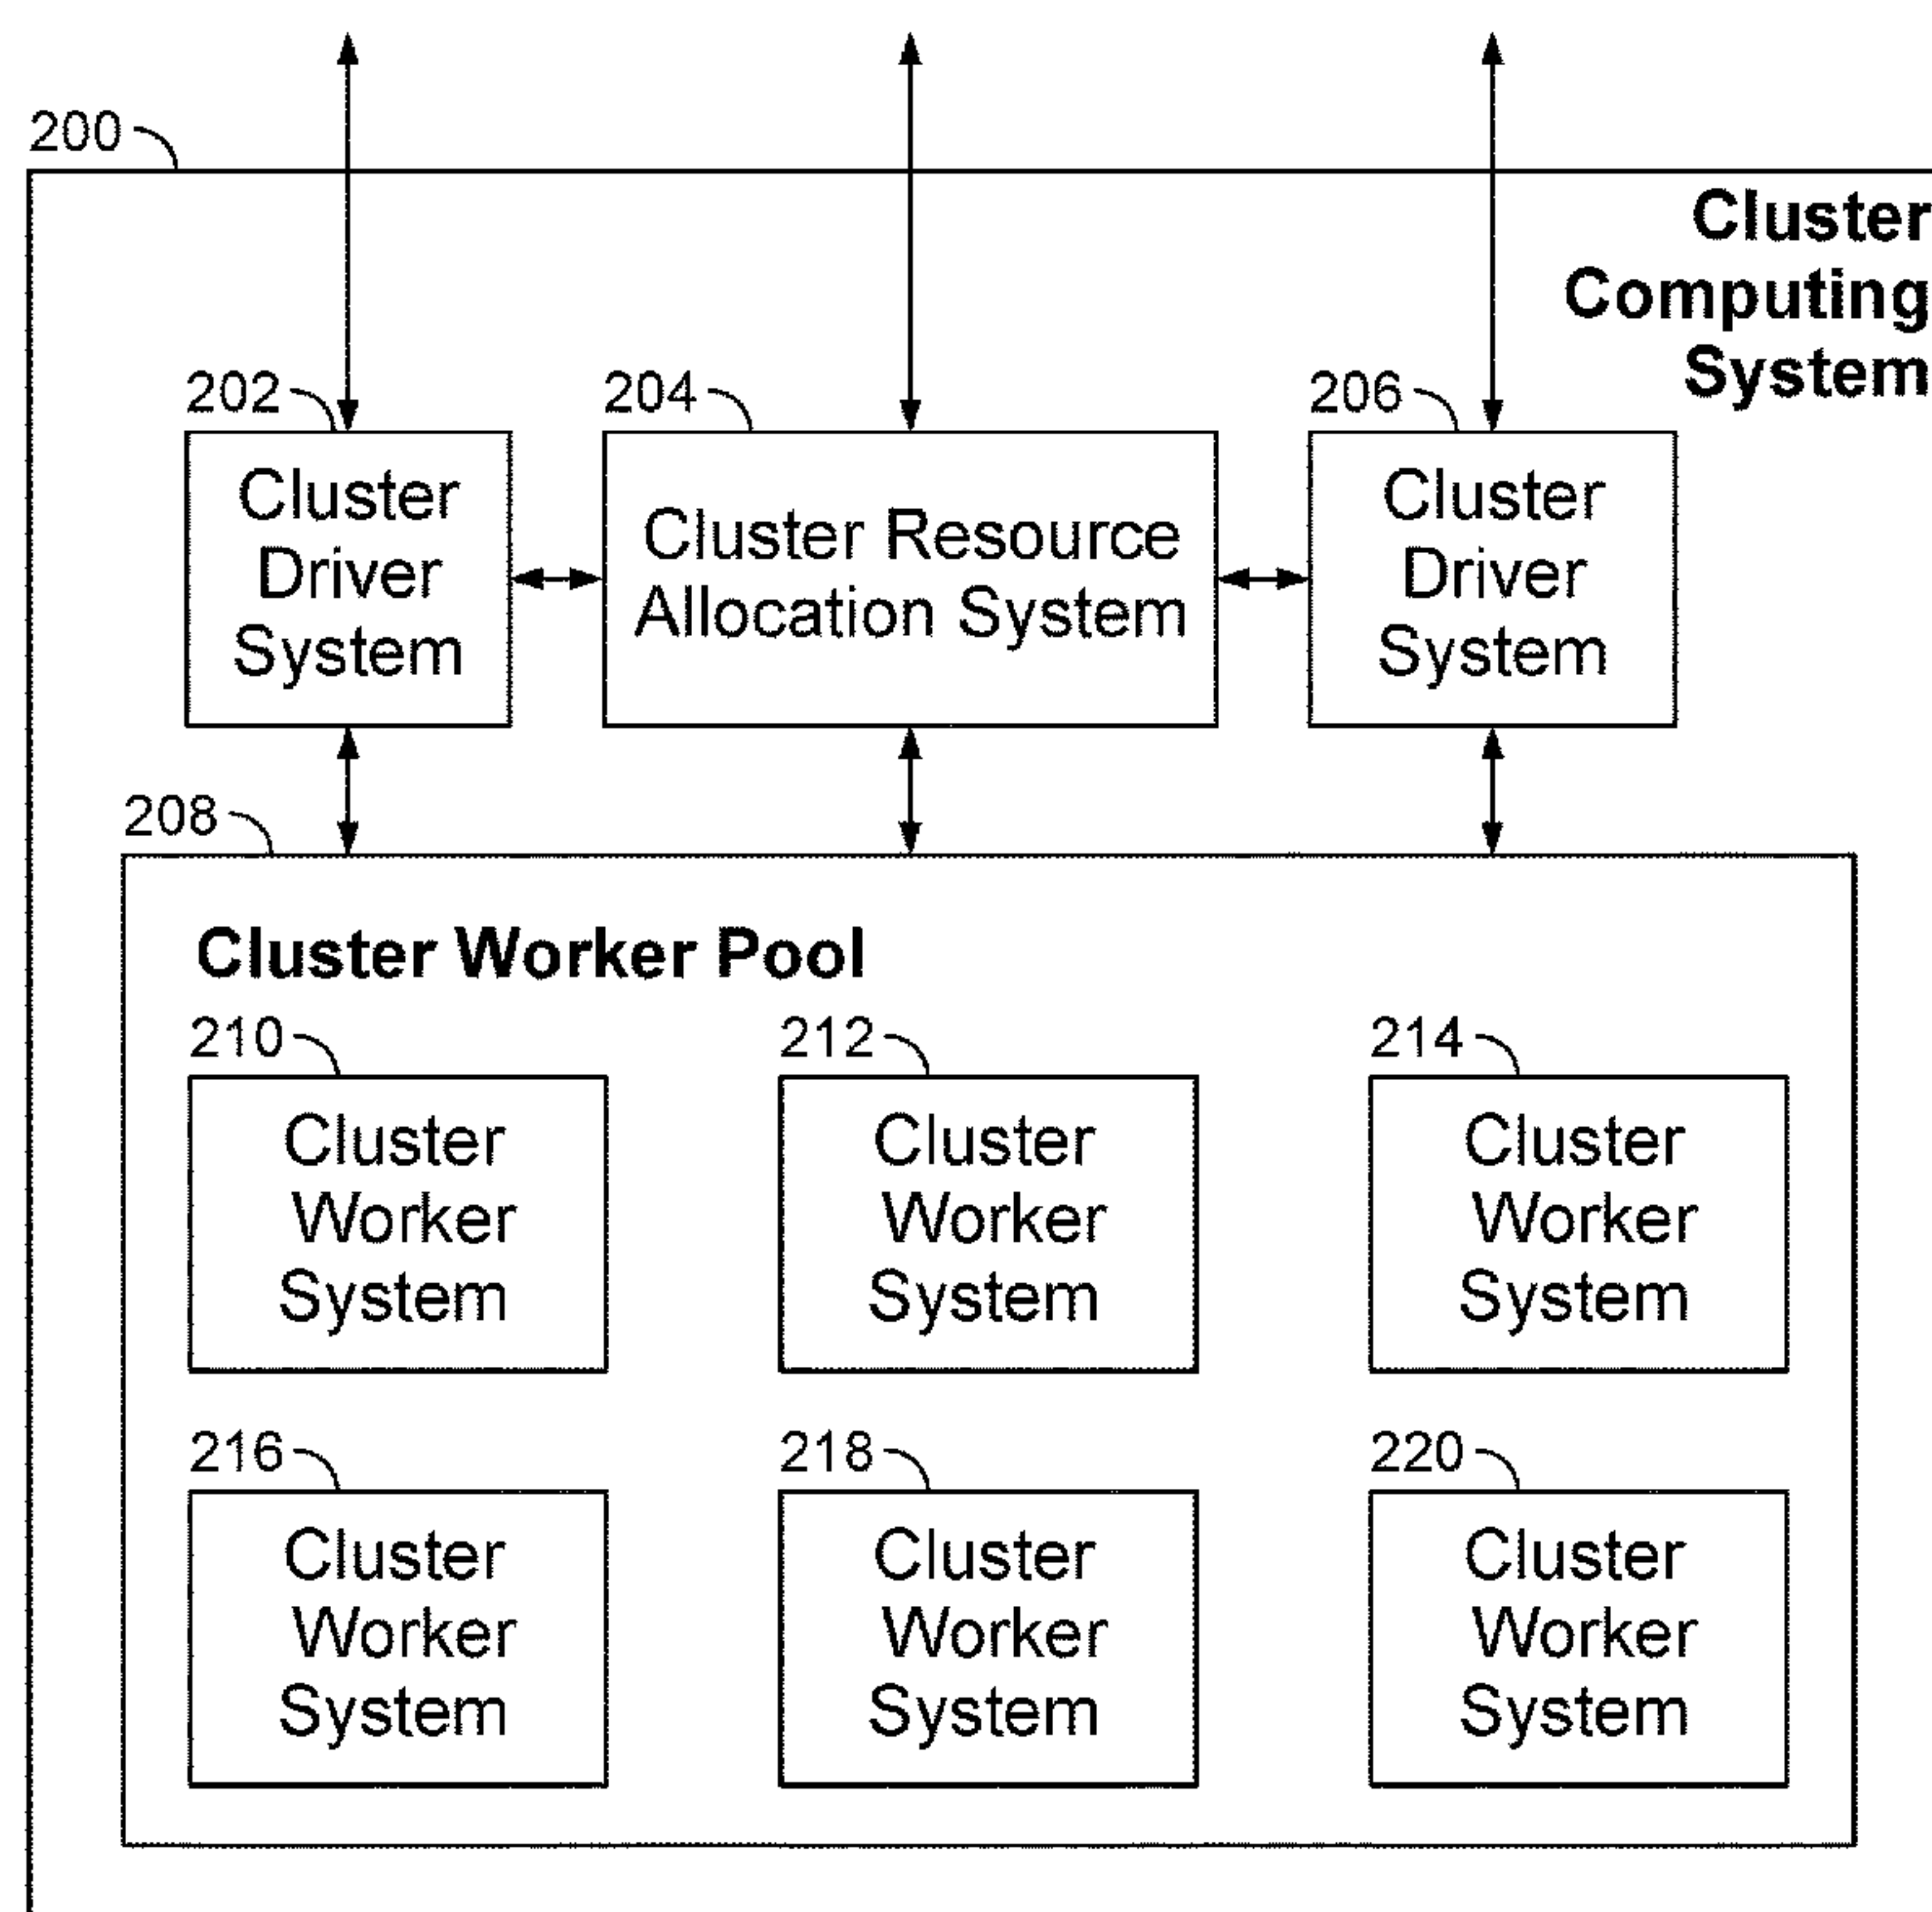 200
Cluster
Computing
System
202
204
206
Cluster
Driver
System
Cluster Resource
Allocation System
Cluster
Driver
System
208
Cluster Worker Pool
210
212
214
Cluster
Worker
System
Cluster
Worker
System
Cluster
Worker
System
216
218
220
Cluster
Worker
System
Cluster
Worker
System
Cluster
Worker
System